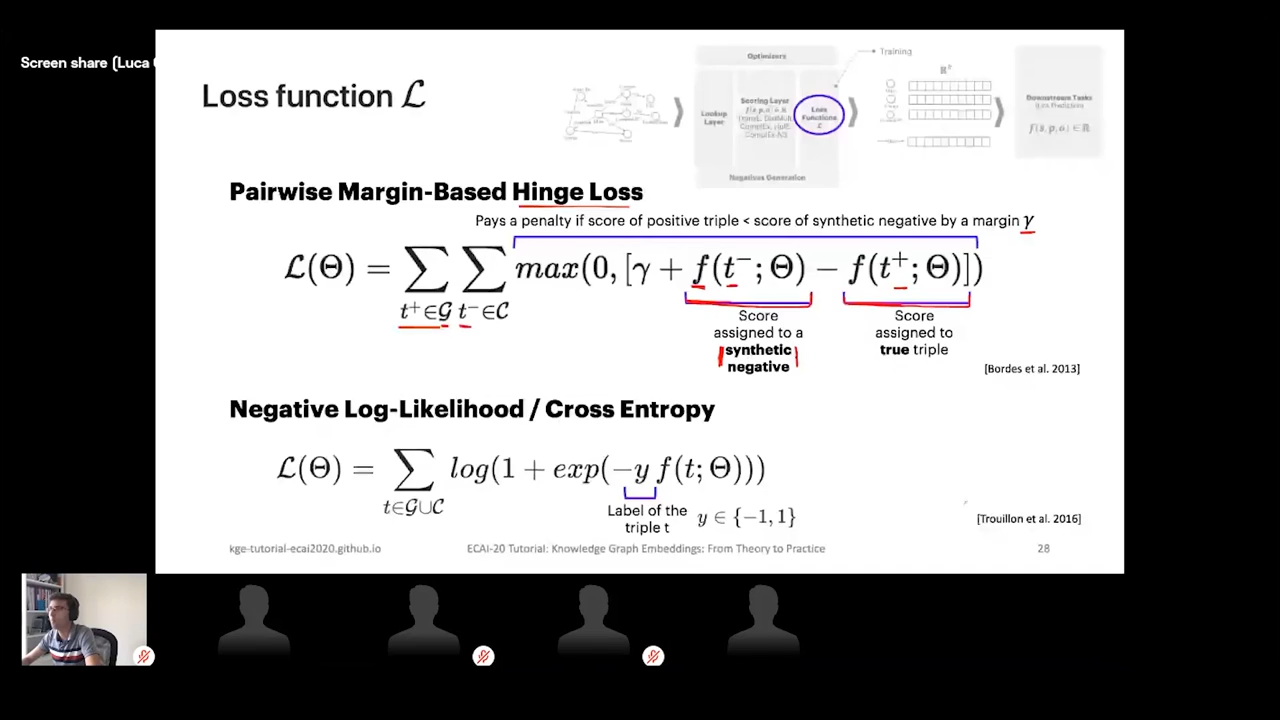 Screen share (Luca
Loss function ℒ
Optimizers
Training
Lookup Layer
Scoring Layer
Loss Functions ℒ
Negatives Generation
Downstream Tasks
f(s, p, o) ∈ ℝ
Pairwise Margin-Based Hinge Loss
Pays a penalty if score of positive triple < score of synthetic negative by a margin γ
ℒ(Θ) = ∑ ∑ max(0, [γ + f(t⁻; Θ) − f(t⁺; Θ)])
t⁺∈𝒢 t⁻∈𝒞
Score assigned to a synthetic negative
Score assigned to true triple
[Bordes et al. 2013]
Negative Log-Likelihood / Cross Entropy
ℒ(Θ) = ∑ log(1 + exp(−y f(t; Θ)))
t∈𝒢∪𝒞
Label of the triple t
y ∈ {−1, 1}
[Trouillon et al. 2016]
kge-tutorial-ecai2020.github.io
ECAI-20 Tutorial: Knowledge Graph Embeddings: From Theory to Practice
28